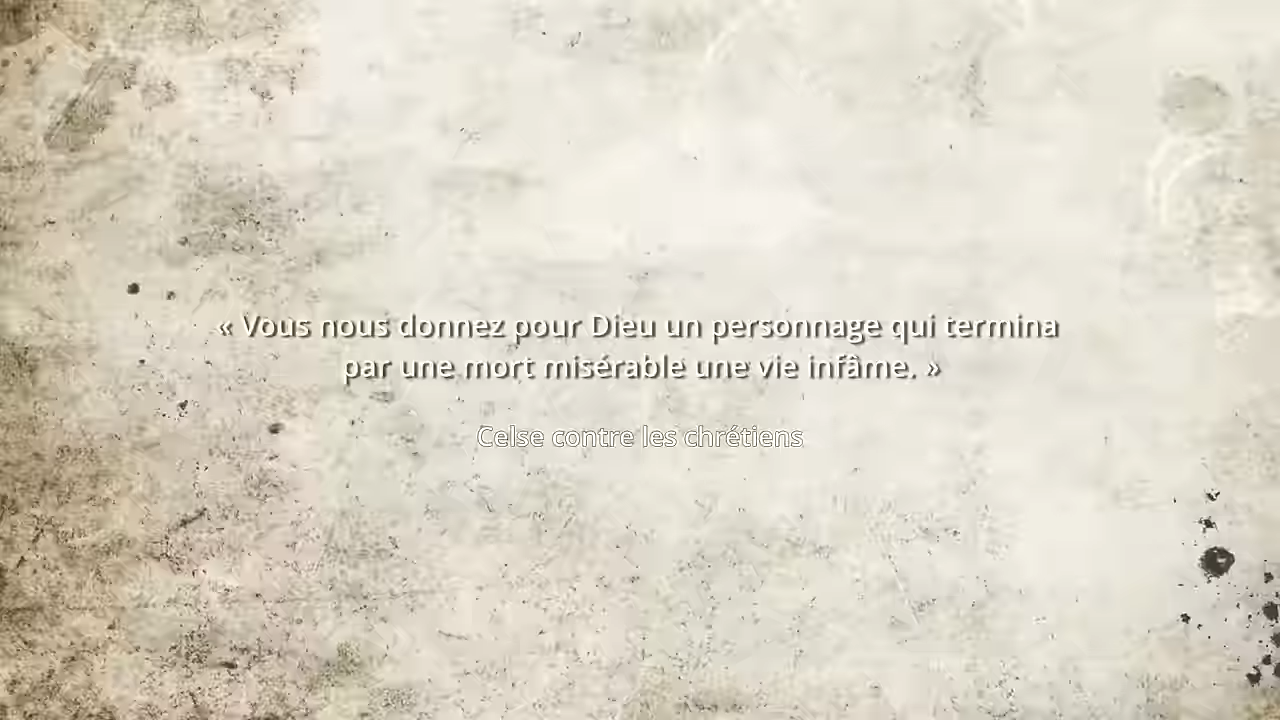 « Vous nous donnez pour Dieu un personnage qui termina
par une mort misérable une vie infâme. »
Celse contre les chrétiens